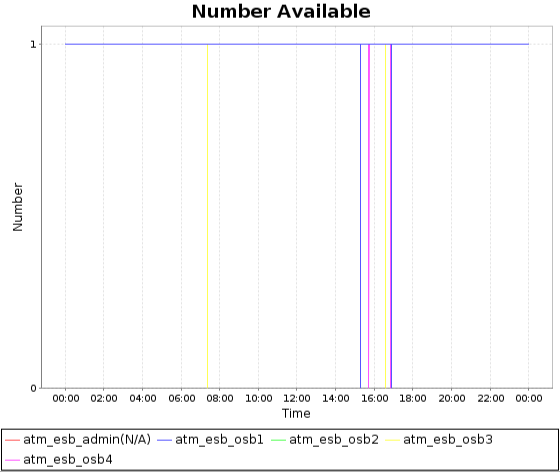 Number Available
1
Number
0
00:00 02:00 04:00 06:00 08:00 10:00 12:00 14:00 16:00 18:00 20:00 22:00 00:00
Time
atm_esb_admin(N/A) atm_esb_osb1 atm_esb_osb2 atm_esb_osb3
atm_esb_osb4